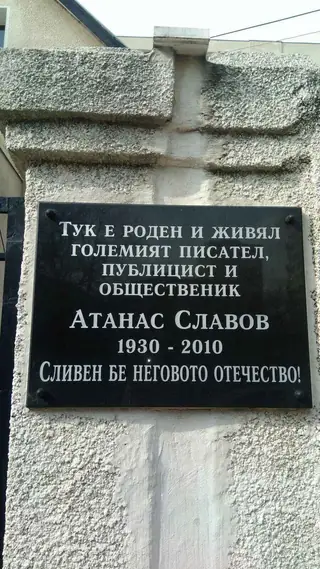 Тук е роден и живял
големият писател,
публицист и
общественик
Атанас Славов
1930 - 2010
Сливен бе неговото отечество!